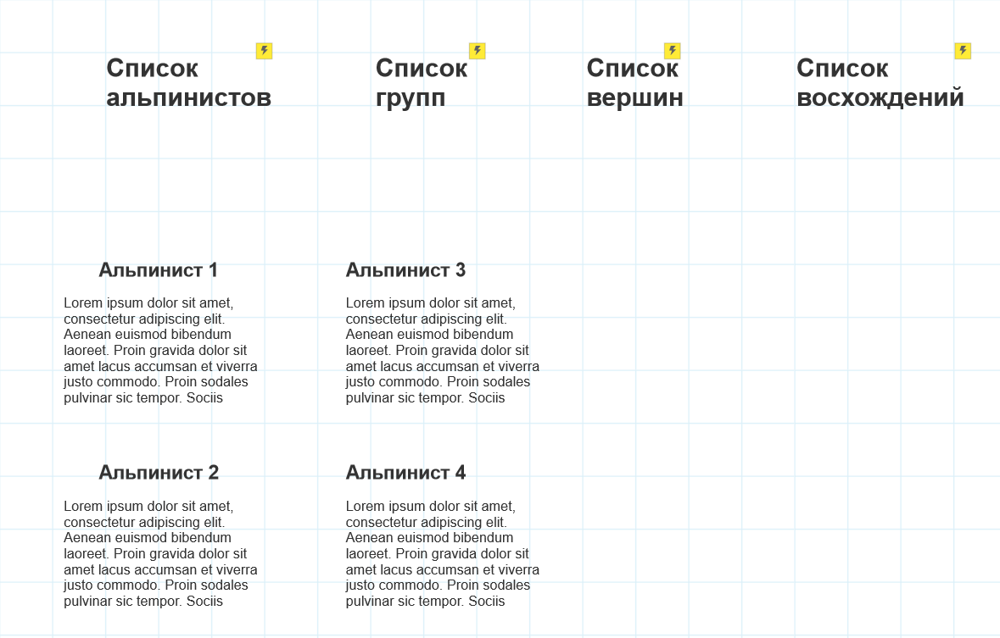 Список
альпинистов
Список
групп
Список
вершин
Список
восхождений
Альпинист 1
Lorem ipsum dolor sit amet,
consectetur adipiscing elit.
Aenean euismod bibendum
laoreet. Proin gravida dolor sit
amet lacus accumsan et viverra
justo commodo. Proin sodales
pulvinar sic tempor. Sociis
Альпинист 3
Lorem ipsum dolor sit amet,
consectetur adipiscing elit.
Aenean euismod bibendum
laoreet. Proin gravida dolor sit
amet lacus accumsan et viverra
justo commodo. Proin sodales
pulvinar sic tempor. Sociis
Альпинист 2
Lorem ipsum dolor sit amet,
consectetur adipiscing elit.
Aenean euismod bibendum
laoreet. Proin gravida dolor sit
amet lacus accumsan et viverra
justo commodo. Proin sodales
pulvinar sic tempor. Sociis
Альпинист 4
Lorem ipsum dolor sit amet,
consectetur adipiscing elit.
Aenean euismod bibendum
laoreet. Proin gravida dolor sit
amet lacus accumsan et viverra
justo commodo. Proin sodales
pulvinar sic tempor. Sociis